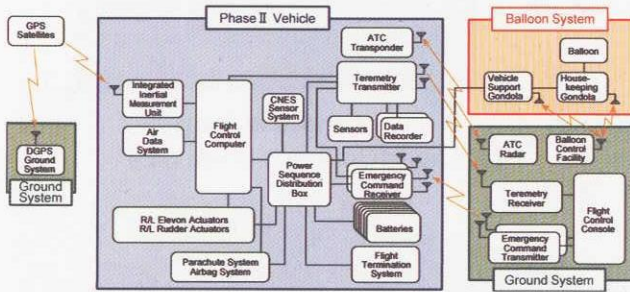 GPS
Satellites
DGPS
Ground
System
Ground
System
Phase II Vehicle
ATC
Transponder
Integrated
Inertial
Measurement
Unit
Air
Data
System
Flight
Control
Computer
CNES
Sensor
System
Teremetry
Transmitter
Sensors
Data
Recorder
Power
Sequence
Distribution
Box
Emergency
Command
Receiver
R/L Elevon Actuators
R/L Rudder Actuators
Batteries
Parachute System
Airbag System
Flight
Termination
System
Balloon System
Balloon
Vehicle
Support
Gondola
House-
keeping
Gondola
ATC
Radar
Balloon
Control
Facility
Teremetry
Receiver
Flight
Control
Console
Emergency
Command
Transmitter
Ground System